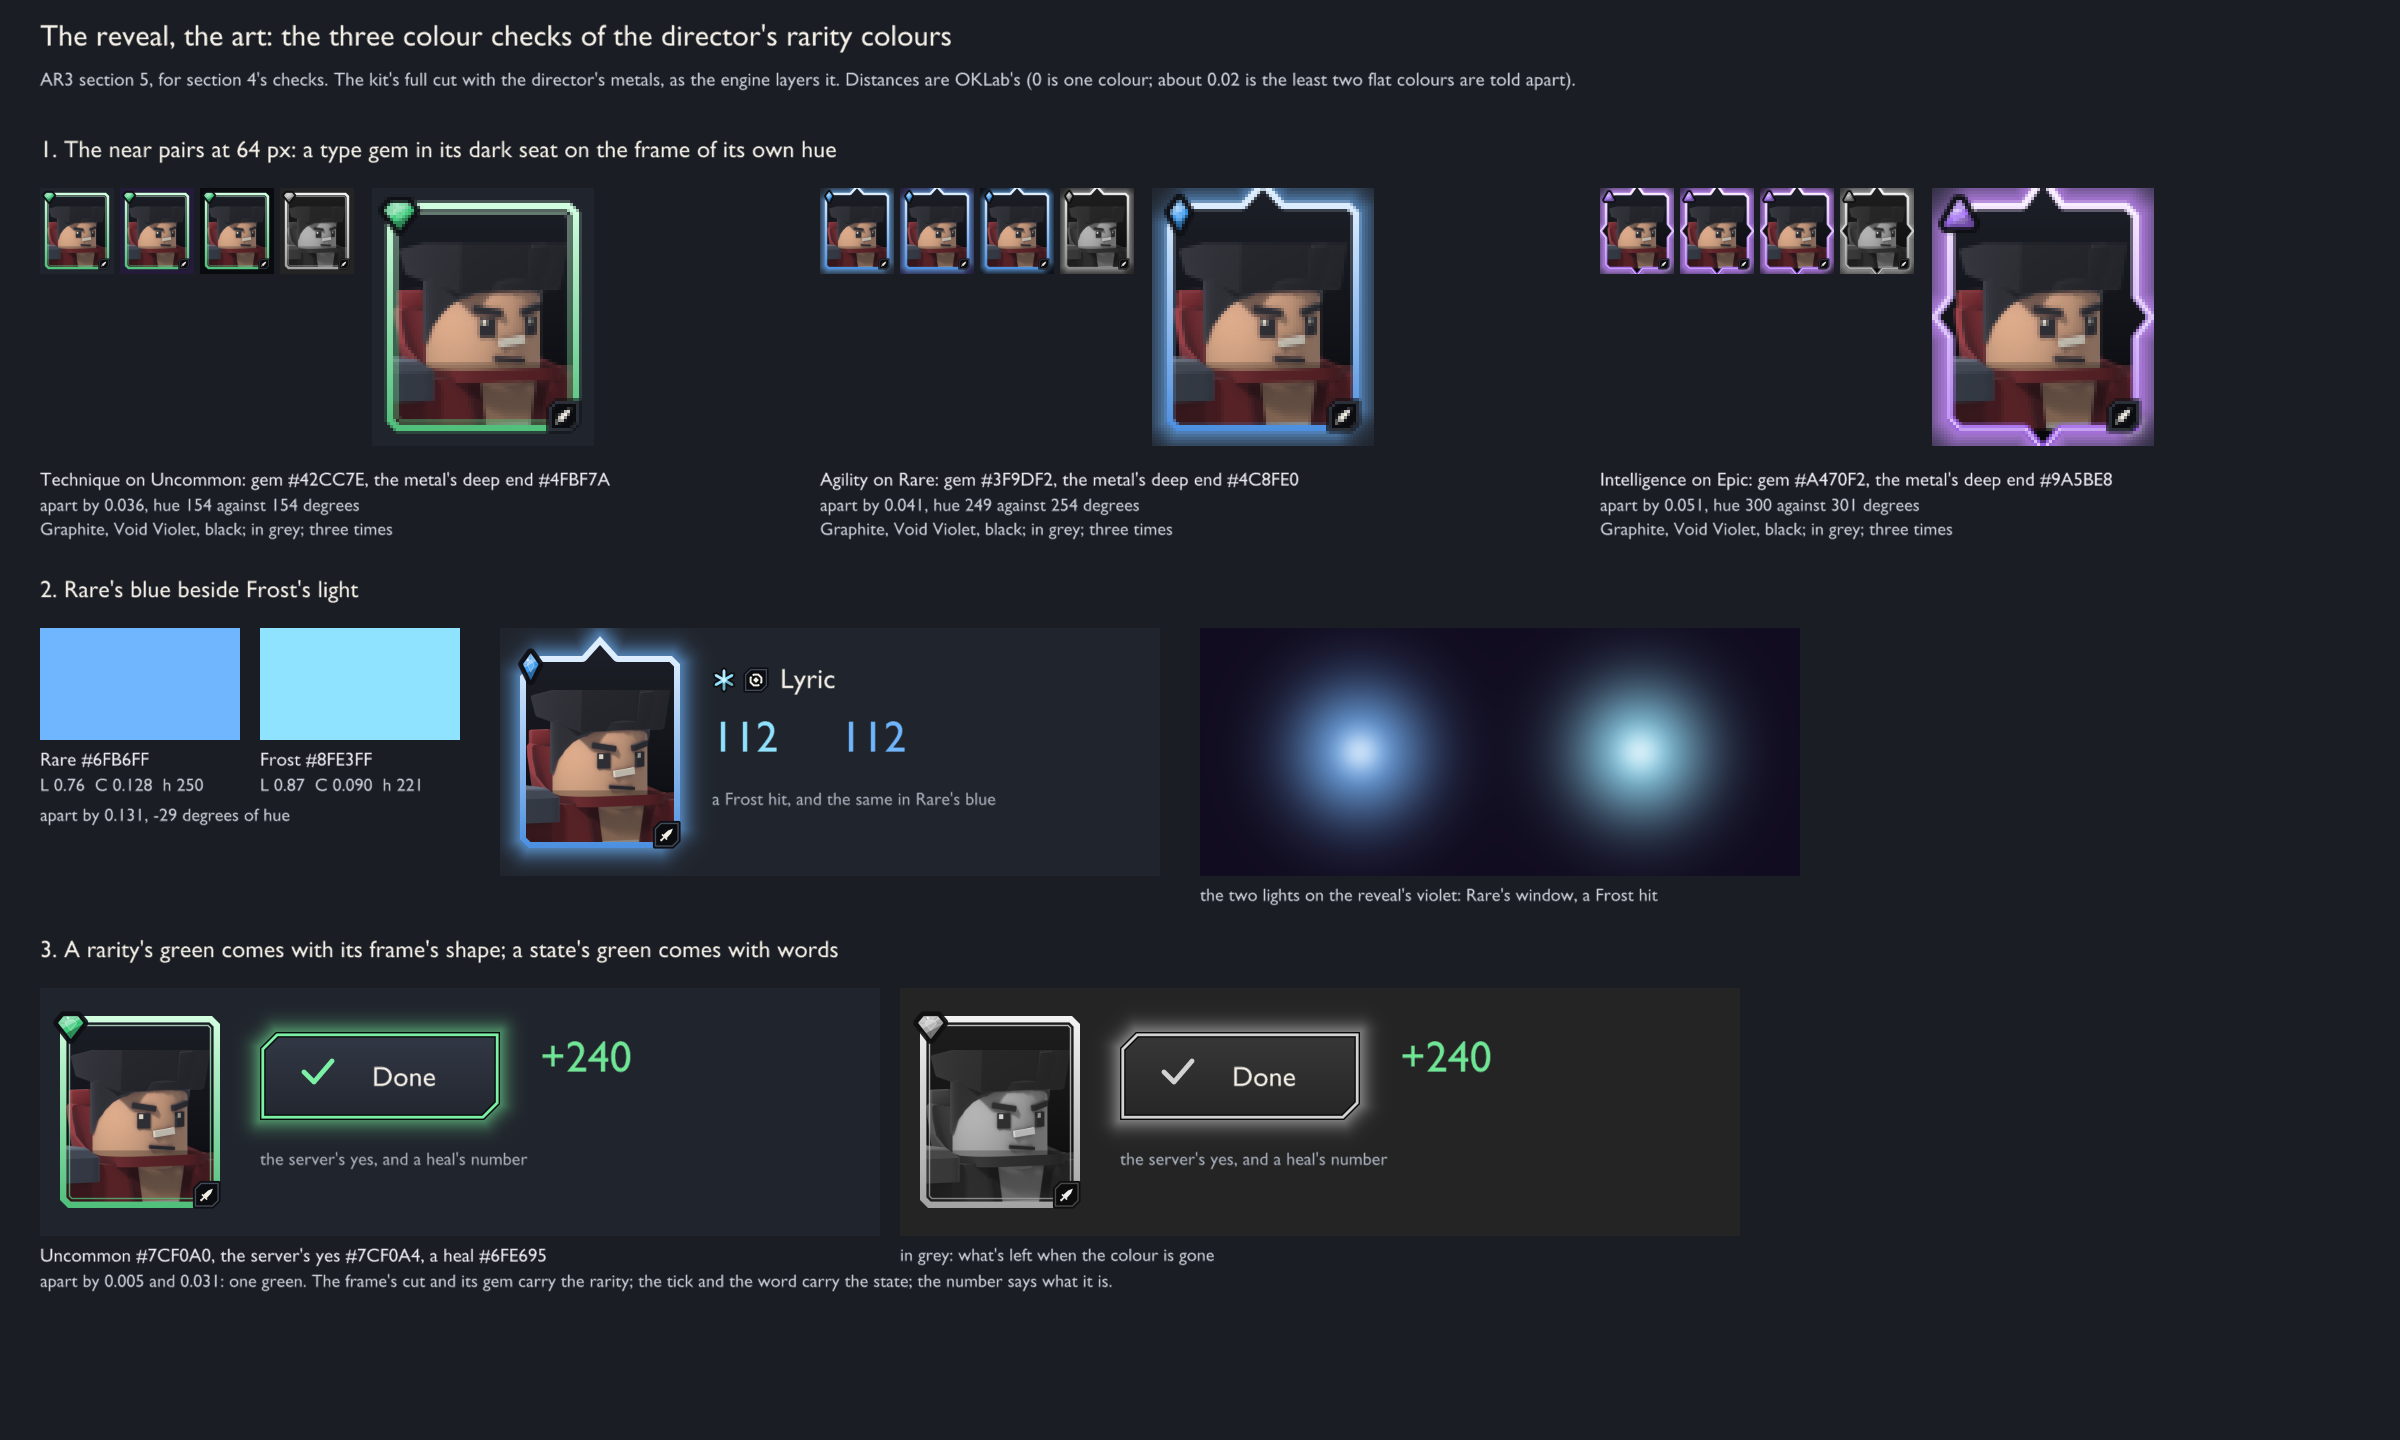 The reveal, the art: the three colour checks of the director's rarity colours
AR3 section 5, for section 4's checks. The kit's full cut with the director's metals, as the engine layers it. Distances are OKLab's (0 is one colour; about 0.02 is the least two flat colours are told apart).
1. The near pairs at 64 px: a type gem in its dark seat on the frame of its own hue
Technique on Uncommon: gem #42CC7E, the metal's deep end #4FBF7A
apart by 0.036, hue 154 against 154 degrees
Graphite, Void Violet, black; in grey; three times
Agility on Rare: gem #3F9DF2, the metal's deep end #4C8FE0
apart by 0.041, hue 249 against 254 degrees
Graphite, Void Violet, black; in grey; three times
Intelligence on Epic: gem #A470F2, the metal's deep end #9A5BE8
apart by 0.051, hue 300 against 301 degrees
Graphite, Void Violet, black; in grey; three times
2. Rare's blue beside Frost's light
Rare #6FB6FF
L 0.76 C 0.128 h 250
Frost #8FE3FF
L 0.87 C 0.090 h 221
apart by 0.131, -29 degrees of hue
Lyric
112 112
a Frost hit, and the same in Rare's blue
the two lights on the reveal's violet: Rare's window, a Frost hit
3. A rarity's green comes with its frame's shape; a state's green comes with words
Done
+240
the server's yes, and a heal's number
Done
+240
the server's yes, and a heal's number
Uncommon #7CF0A0, the server's yes #7CF0A4, a heal #6FE695
in grey: what's left when the colour is gone
apart by 0.005 and 0.031: one green. The frame's cut and its gem carry the rarity; the tick and the word carry the state; the number says what it is.